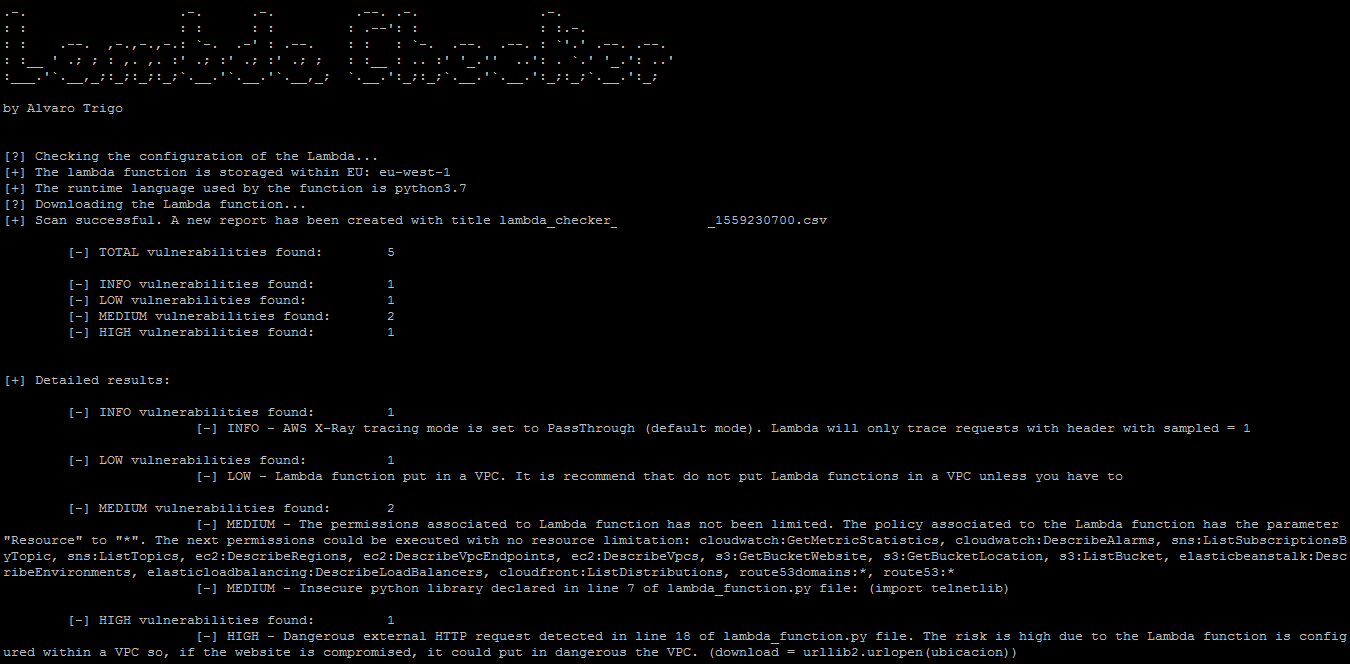 Lambda Checker
by Alvaro Trigo
[?] Checking the configuration of the Lambda...
[+] The lambda function is storaged within EU: eu-west-1
[+] The runtime language used by the function is python3.7
[?] Downloading the Lambda function...
[+] Scan successful. A new report has been created with title lambda_checker_ _1559230700.csv
[-] TOTAL vulnerabilities found: 5
[-] INFO vulnerabilities found: 1
[-] LOW vulnerabilities found: 1
[-] MEDIUM vulnerabilities found: 2
[-] HIGH vulnerabilities found: 1
[+] Detailed results:
[-] INFO vulnerabilities found: 1
[-] INFO - AWS X-Ray tracing mode is set to PassThrough (default mode). Lambda will only trace requests with header with sampled = 1
[-] LOW vulnerabilities found: 1
[-] LOW - Lambda function put in a VPC. It is recommend that do not put Lambda functions in a VPC unless you have to
[-] MEDIUM vulnerabilities found: 2
[-] MEDIUM - The permissions associated to Lambda function has not been limited. The policy associated to the Lambda function has the parameter
"Resource" to "*". The next permissions could be executed with no resource limitation: cloudwatch:GetMetricStatistics, cloudwatch:DescribeAlarms, sns:ListSubscriptionsB
yTopic, sns:ListTopics, ec2:DescribeRegions, ec2:DescribeVpcEndpoints, ec2:DescribeVpcs, s3:GetBucketWebsite, s3:GetBucketLocation, s3:ListBucket, elasticbeanstalk:Desc
ribeEnvironments, elasticloadbalancing:DescribeLoadBalancers, cloudfront:ListDistributions, route53domains:*, route53:*
[-] MEDIUM - Insecure python library declared in line 7 of lambda_function.py file: (import telnetlib)
[-] HIGH vulnerabilities found: 1
[-] HIGH - Dangerous external HTTP request detected in line 18 of lambda_function.py file. The risk is high due to the Lambda function is config
ured within a VPC so, if the website is compromised, it could put in dangerous the VPC. (download = urllib2.urlopen(ubicacion))